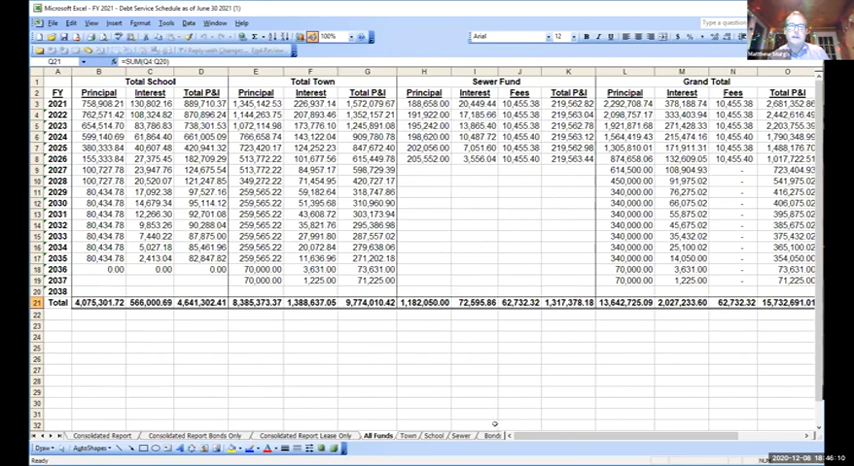 Microsoft Excel - FY 2021 - Debt Service Schedule as of June 30 2021 (1)
File Edit View Insert Format Tools Data Window Help
Type a question
100% Arial 12 B I U
Reply with Changes... End Review...
Matthew
Q21 =SUM(Q4:Q20)
A B C D E F G H I J K L M N O
1 Total School Total Town Sewer Fund Grand Total
2 FY Principal Interest Total P&I Principal Interest Total P&I Principal Interest Fees Total P&I Principal Interest Fees Total P&I
3 2021 758,908.21 130,802.16 889,710.37 1,345,142.53 226,937.14 1,572,079.67 188,658.00 20,449.44 10,455.38 219,562.82 2,292,708.74 378,188.74 10,455.38 2,681,352.86
4 2022 762,571.42 108,324.82 870,896.24 1,144,263.75 207,893.46 1,352,157.21 191,922.00 17,185.66 10,455.38 219,563.04 2,098,757.17 333,403.94 10,455.38 2,442,616.49
5 2023 654,514.70 83,786.83 738,301.53 1,072,114.98 173,776.10 1,245,891.08 195,242.00 13,865.40 10,455.38 219,562.78 1,921,871.68 271,428.33 10,455.38 2,203,755.39
6 2024 599,140.69 61,864.40 661,005.09 766,658.74 143,122.04 909,780.78 198,620.00 10,487.72 10,455.40 219,563.12 1,564,419.43 215,474.16 10,455.40 1,790,348.99
7 2025 380,333.84 40,607.48 420,941.32 723,420.17 124,252.23 847,672.40 202,056.00 7,051.60 10,455.38 219,562.98 1,305,810.01 171,911.31 10,455.38 1,488,176.70
8 2026 155,333.84 27,375.45 182,709.29 513,772.22 101,677.56 615,449.78 205,552.00 3,556.04 10,455.40 219,563.44 874,658.06 132,609.05 10,455.40 1,017,722.51
9 2027 100,727.78 23,947.76 124,675.54 513,772.22 84,957.17 598,729.39 614,500.00 108,904.93 - 723,404.93
10 2028 100,727.78 20,520.07 121,247.85 349,272.22 71,454.95 420,727.17 450,000.00 91,975.02 - 541,975.02
11 2029 80,434.78 17,092.38 97,527.16 259,565.22 59,182.64 318,747.86 340,000.00 76,275.02 - 416,275.02
12 2030 80,434.78 14,679.34 95,114.12 259,565.22 51,395.68 310,960.90 340,000.00 66,075.02 - 406,075.02
13 2031 80,434.78 12,266.30 92,701.08 259,565.22 43,608.72 303,173.94 340,000.00 55,875.02 - 395,875.02
14 2032 80,434.78 9,853.26 90,288.04 259,565.22 35,821.76 295,386.98 340,000.00 45,675.02 - 385,675.02
15 2033 80,434.78 7,440.22 87,875.00 259,565.22 27,991.80 287,557.02 340,000.00 35,432.02 - 375,432.02
16 2034 80,434.78 5,027.18 85,461.96 259,565.22 20,072.84 279,638.06 340,000.00 25,100.02 - 365,100.02
17 2035 80,434.78 2,413.04 82,847.82 259,565.22 11,636.96 271,202.18 340,000.00 14,050.00 - 354,050.00
18 2036 0.00 0.00 0.00 70,000.00 3,631.00 73,631.00 70,000.00 3,631.00 - 73,631.00
19 2037 70,000.00 1,225.00 71,225.00 70,000.00 1,225.00 - 71,225.00
20 2038
21 Total 4,075,301.72 566,000.69 4,641,302.41 8,385,373.37 1,388,637.05 9,774,010.42 1,182,050.00 72,595.86 62,732.32 1,317,378.18 13,642,725.09 2,027,233.60 62,732.32 15,732,691.01
22
23
24
25
26
27
28
29
30
31
32
Consolidated Report Consolidated Report Bonds Only Consolidated Report Lease Only All Funds Town School Sewer Bonds
Draw AutoShapes
Ready
2020-12-08 18:46:10